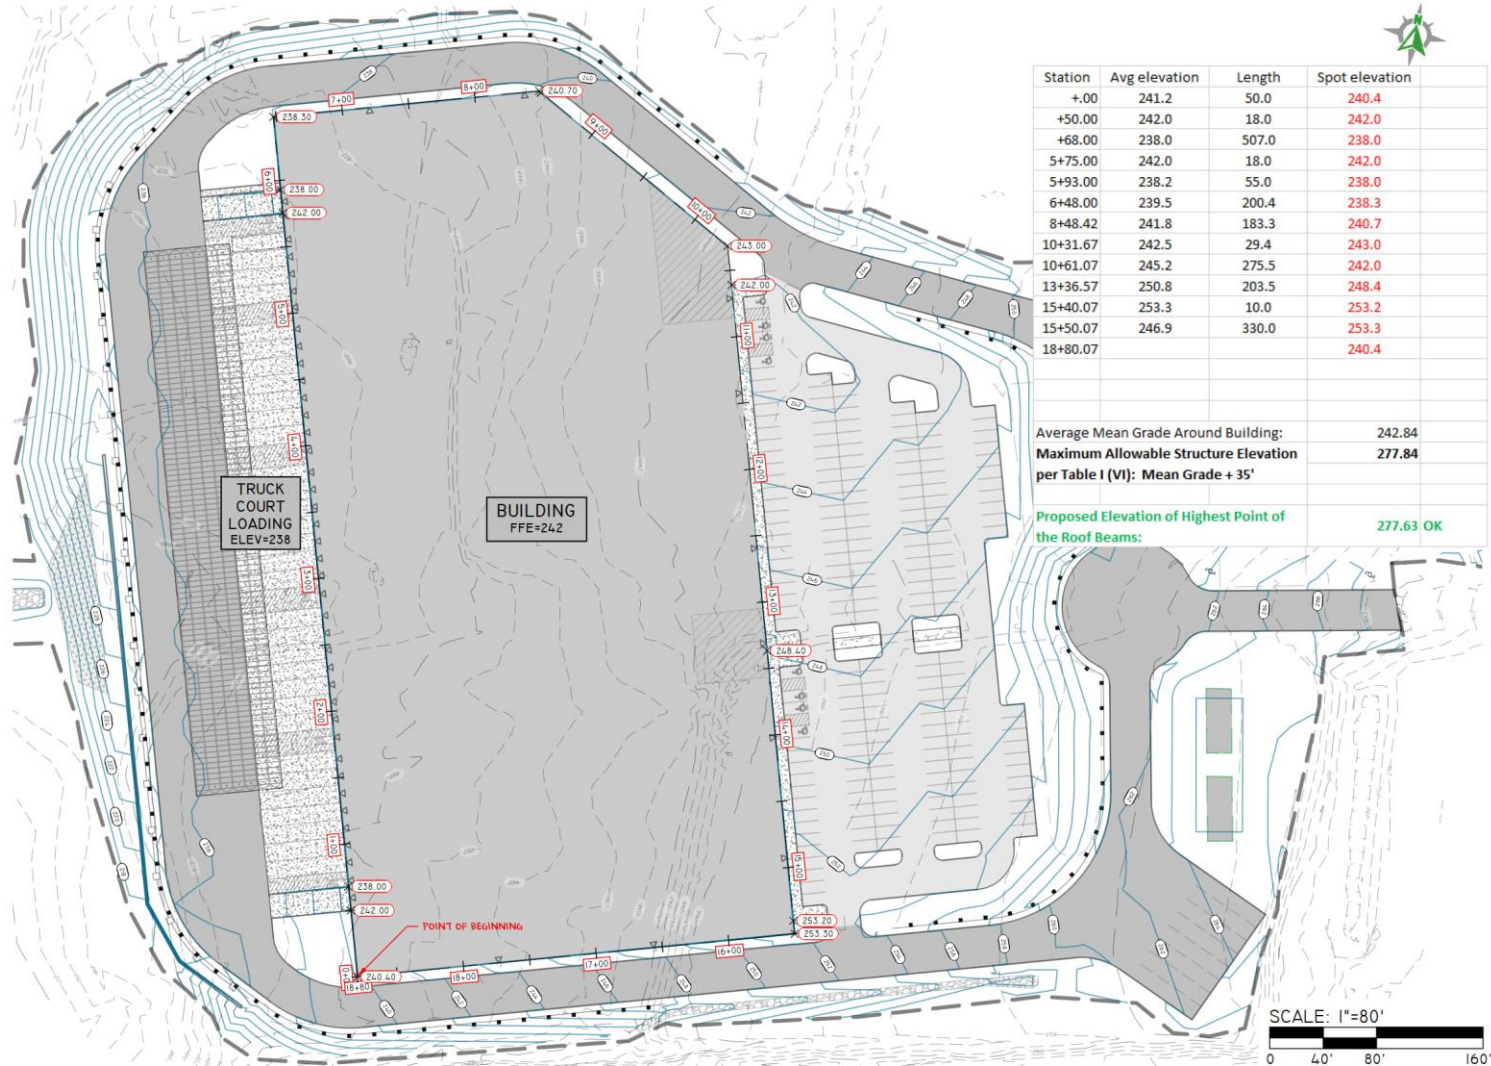 Station Avg elevation Length Spot elevation
+.00 241.2 50.0 240.4
+50.00 242.0 18.0 242.0
+68.00 238.0 507.0 238.0
5+75.00 242.0 18.0 242.0
5+93.00 238.2 55.0 238.0
6+48.00 239.5 200.4 238.3
8+48.42 241.8 183.3 240.7
10+31.67 242.5 29.4 243.0
10+61.07 245.2 275.5 242.0
13+36.57 250.8 203.5 248.4
15+40.07 253.3 10.0 253.2
15+50.07 246.9 330.0 253.3
18+80.07 240.4
Average Mean Grade Around Building: 242.84
Maximum Allowable Structure Elevation 277.84
per Table I (VI): Mean Grade + 35'
Proposed Elevation of Highest Point of
the Roof Beams: 277.63 OK
7+00
8+00
240.70
238.30
9+00
6+00
238.00
242.00
10+00
242
243.00
242.00
5+00
11+00
4+00
12+00
TRUCK
COURT
LOADING
ELEV=238
BUILDING
FFE=242
244
3+00
246
13+00
248.40
248
2+00
14+00
250
1+00
15+00
238.00
242.00
POINT OF BEGINNING
253.20
253.30
16+00
17+00
18+00
240.40
0+0
18+80
SCALE: 1"=80'
0 40' 80' 160'